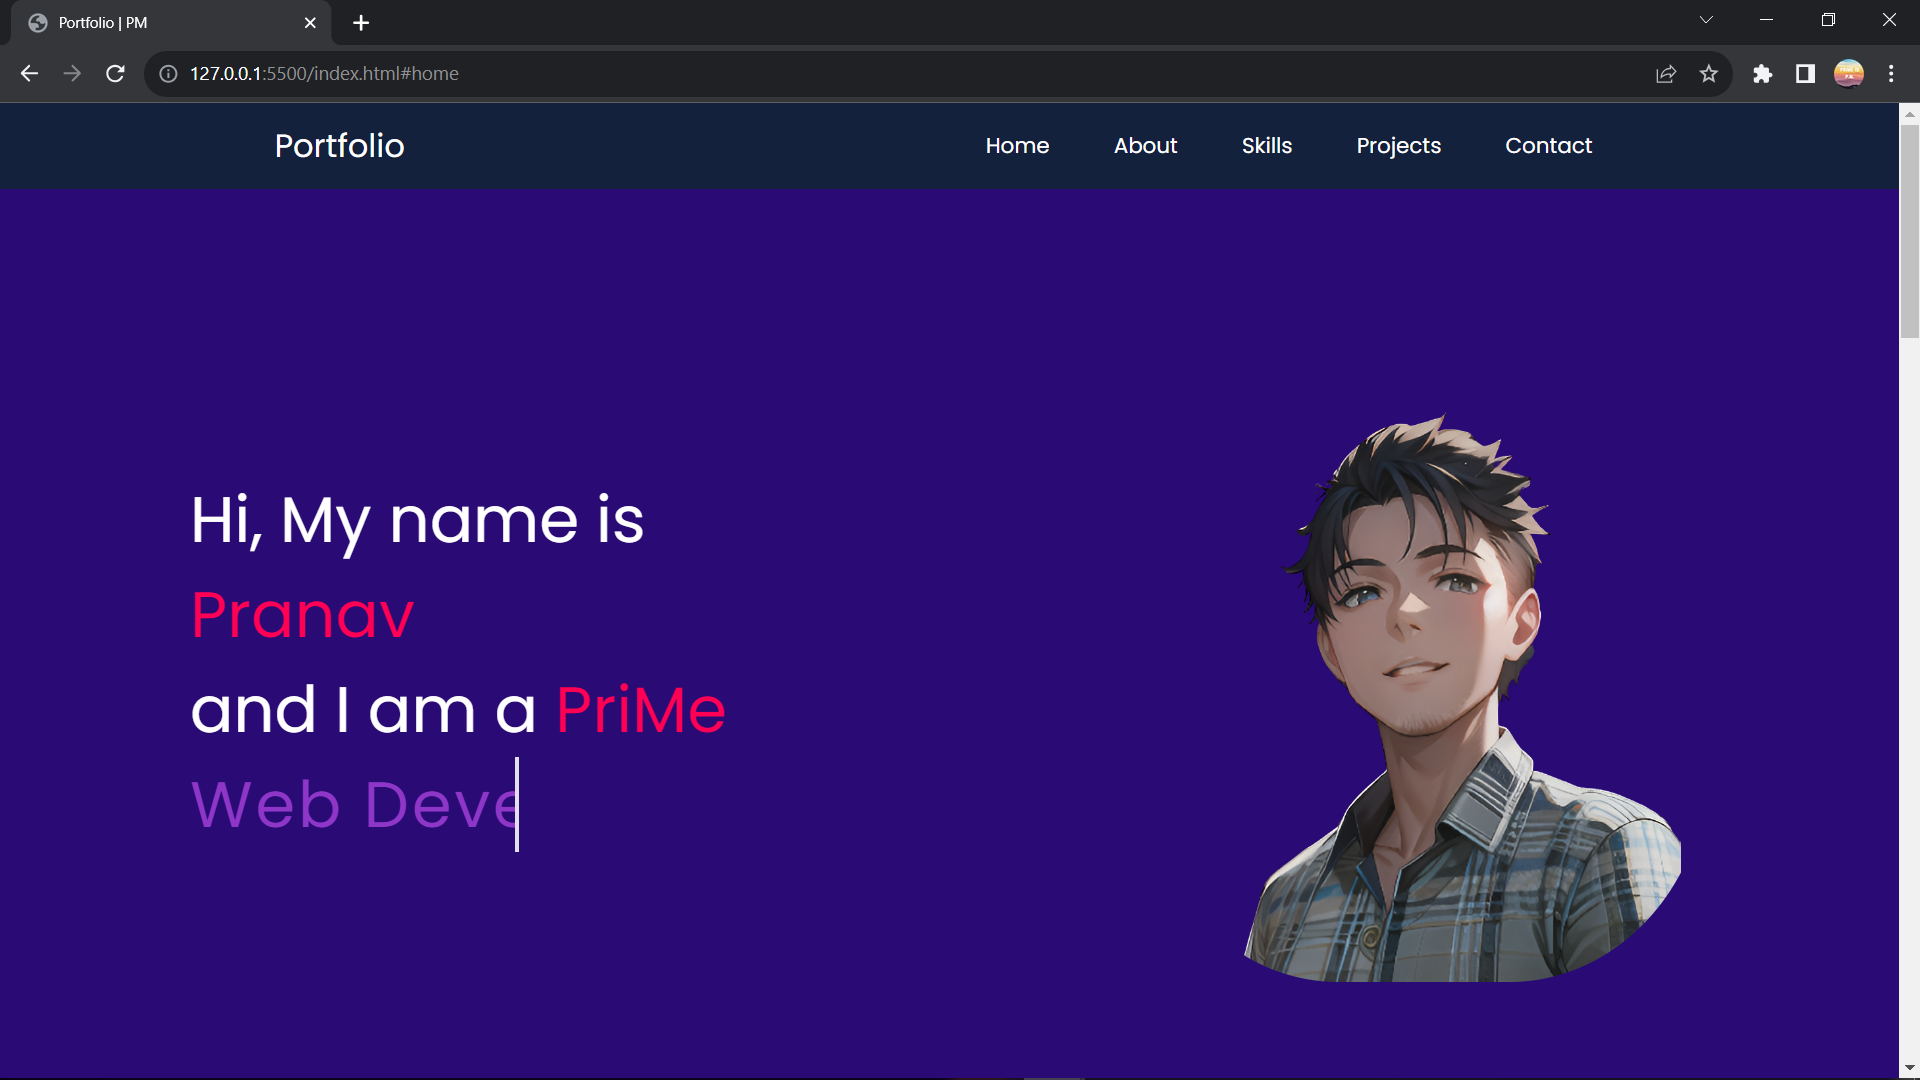 Portfolio | PM
127.0.0.1:5500/index.html#home
Portfolio
Home About Skills Projects Contact
Hi, My name is
Pranav
and I am a PriMe
Web Deve